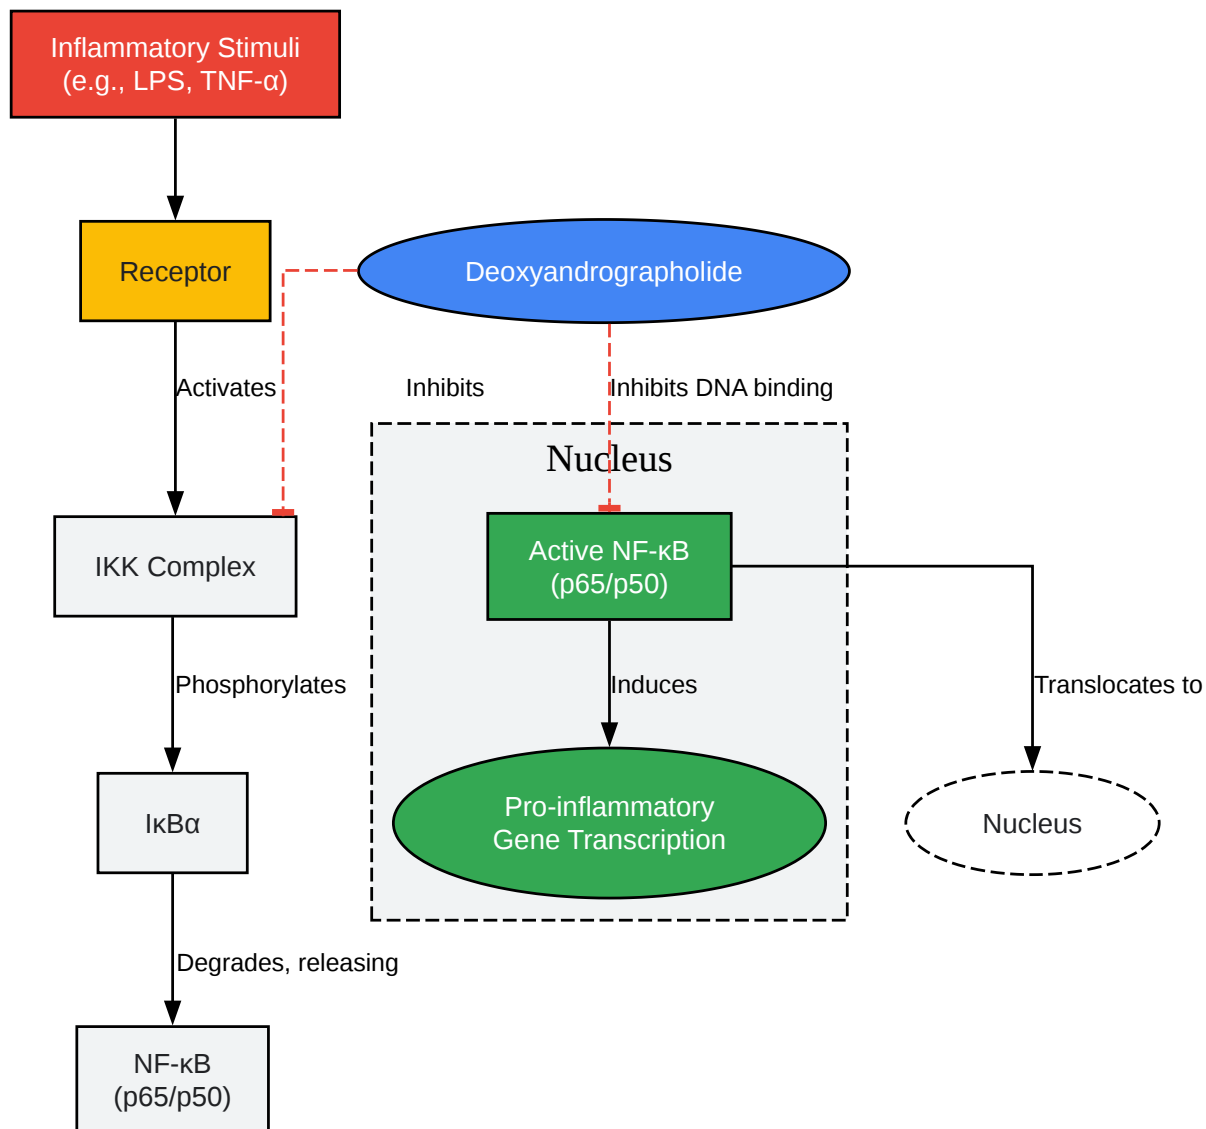 Inflammatory Stimuli
(e.g., LPS, TNF-α)
Receptor
Deoxyandrographolide
Activates
Inhibits
Inhibits DNA binding
Nucleus
IKK Complex
Active NF-κB
(p65/p50)
Phosphorylates
Induces
Translocates to
IκBα
Pro-inflammatory
Gene Transcription
Nucleus
Degrades, releasing
NF-κB
(p65/p50)